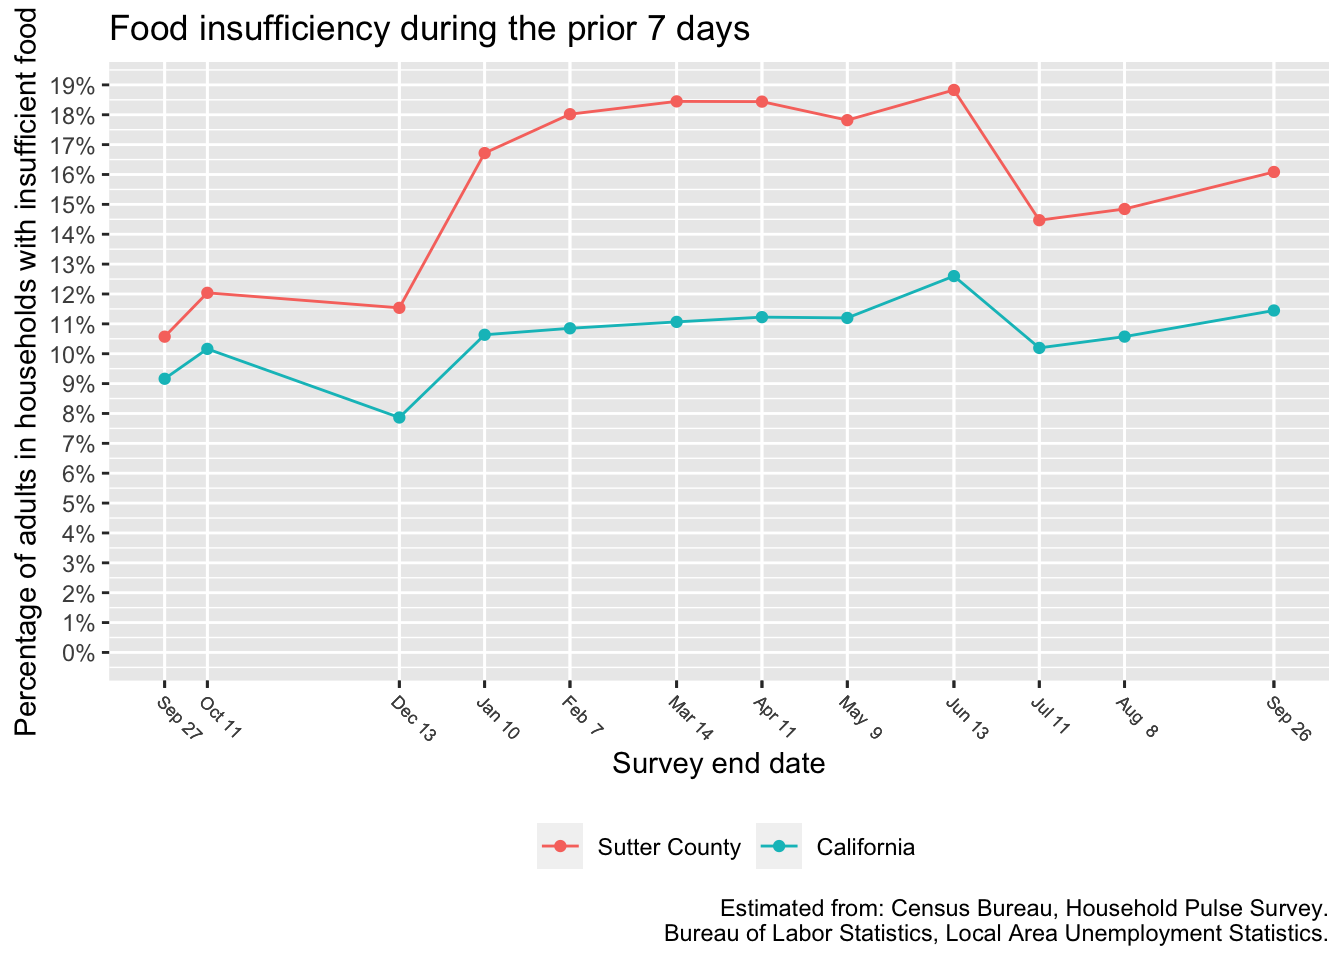 Food insufficiency during the prior 7 days
Percentage of adults in households with insufficient food
19%
18%
17%
16%
15%
14%
13%
12%
11%
10%
9%
8%
7%
6%
5%
4%
3%
2%
1%
0%
Sep 27
Oct 11
Dec 13
Jan 10
Feb 7
Mar 14
Apr 11
May 9
Jun 13
Jul 11
Aug 8
Sep 26
Survey end date
Sutter County
California
Estimated from: Census Bureau, Household Pulse Survey.
Bureau of Labor Statistics, Local Area Unemployment Statistics.